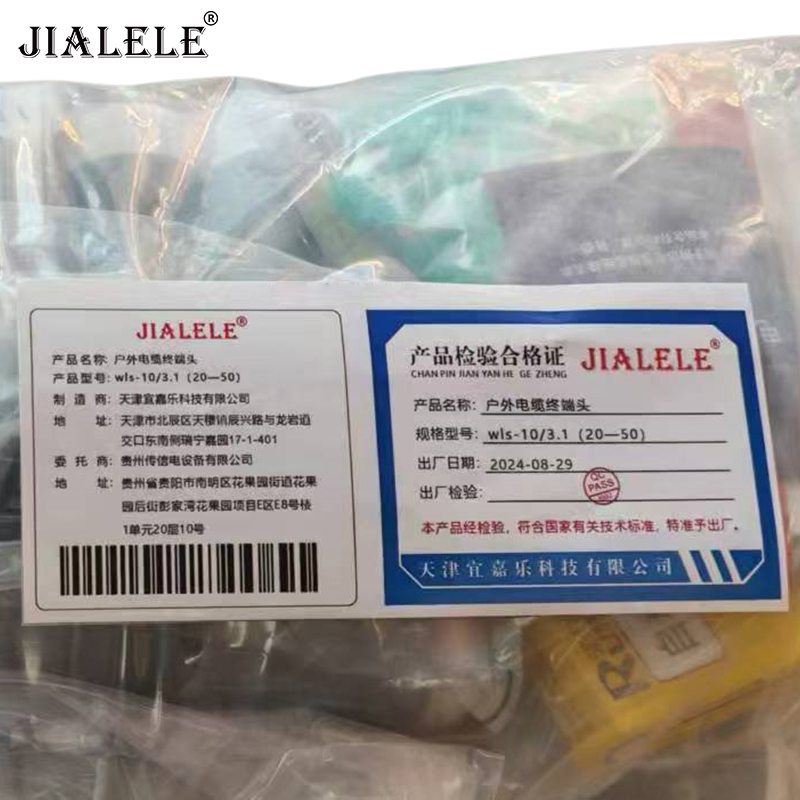 JIALELE®
JIALELE®
产品名称: 户外电缆终端头
产品型号: wls-10/3.1（20—50）
制 造 商: 天津宜嘉乐科技有限公司
地 址: 天津市北辰区天穆镇辰兴路与龙岩道
交口东南侧瑞宁嘉园17-1-401
委 托 商: 贵州传信电设备有限公司
地 址: 贵州省贵阳市南明区花果园街道花果
园后街彭家湾花果园项目E区E8号楼
1单元20层10号
产品检验合格证 JIALELE®
CHAN PIN JIAN YAN HE GE ZHENG
产品名称: 户外电缆终端头
规格型号: wls-10/3.1（20—50）
出厂日期: 2024-08-29
出厂检验:
QC
PASS
本产品经检验，符合国家有关技术标准，特准予出厂。
天津宜嘉乐科技有限公司